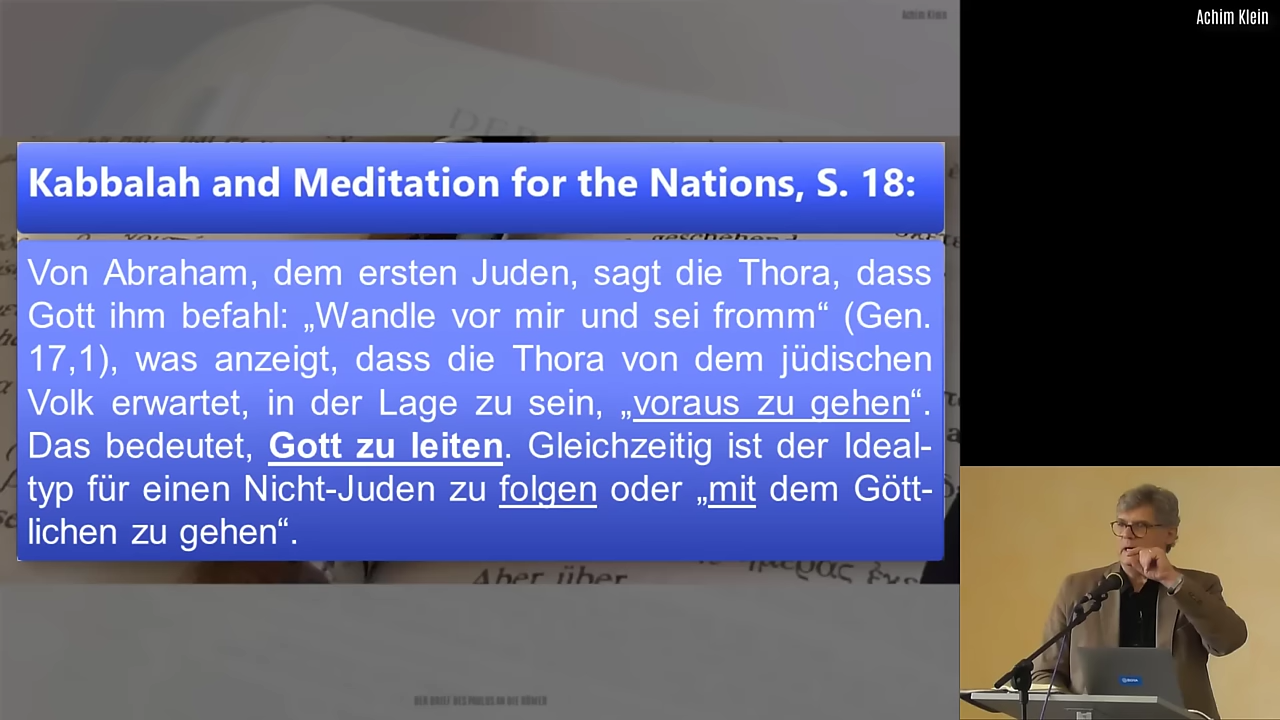 Achim Klein
Achim Klein
DER
Kabbalah and Meditation for the Nations, S. 18:
geschehend
Von Abraham, dem ersten Juden, sagt die Thora, dass
Gott ihm befahl: „Wandle vor mir und sei fromm“ (Gen.
17,1), was anzeigt, dass die Thora von dem jüdischen
Volk erwartet, in der Lage zu sein, „voraus zu gehen“.
Das bedeutet, Gott zu leiten. Gleichzeitig ist der Ideal-
typ für einen Nicht-Juden zu folgen oder „mit dem Gött-
lichen zu gehen“.
Aber über
ἡμέρας
DER BRIEF DES PAULUS AN DIE RÖMER